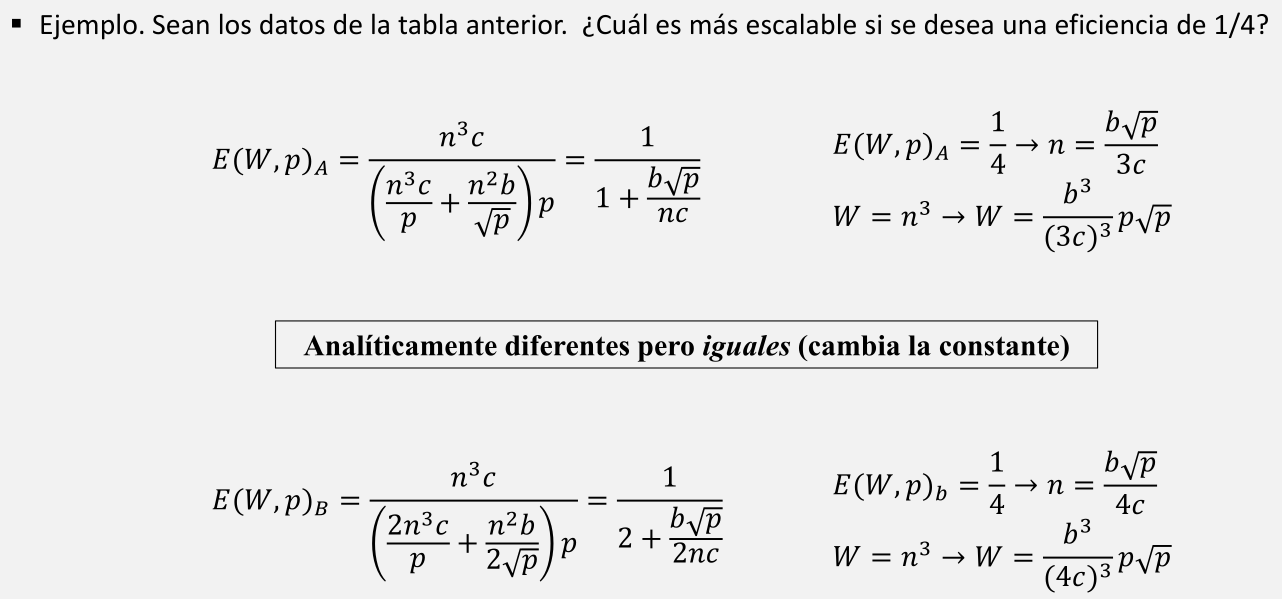 ▪ Ejemplo. Sean los datos de la tabla anterior. ¿Cuál es más escalable si se desea una eficiencia de 1/4?
$E(W,p)_A = \frac{n^3c}{\left(\frac{n^3c}{p} + \frac{n^2b}{\sqrt{p}}\right)p} = \frac{1}{1 + \frac{b\sqrt{p}}{nc}}$
$E(W,p)_A = \frac{1}{4} \rightarrow n = \frac{b\sqrt{p}}{3c}$
$W = n^3 \rightarrow W = \frac{b^3}{(3c)^3} p\sqrt{p}$
Analíticamente diferentes pero iguales (cambia la constante)
$E(W,p)_B = \frac{n^3c}{\left(\frac{2n^3c}{p} + \frac{n^2b}{2\sqrt{p}}\right)p} = \frac{1}{2 + \frac{b\sqrt{p}}{2nc}}$
$E(W,p)_b = \frac{1}{4} \rightarrow n = \frac{b\sqrt{p}}{4c}$
$W = n^3 \rightarrow W = \frac{b^3}{(4c)^3} p\sqrt{p}$